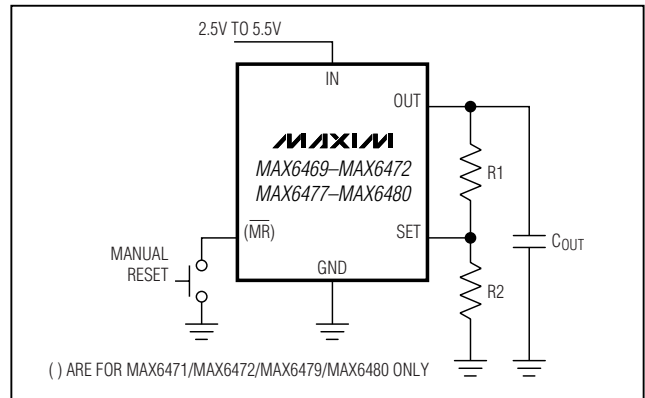 2.5V TO 5.5V
IN
OUT
MAXIM
MAX6469–MAX6472
MAX6477–MAX6480
R1
(MR)
SET
COUT
MANUAL
RESET
GND
R2
( ) ARE FOR MAX6471/MAX6472/MAX6479/MAX6480 ONLY